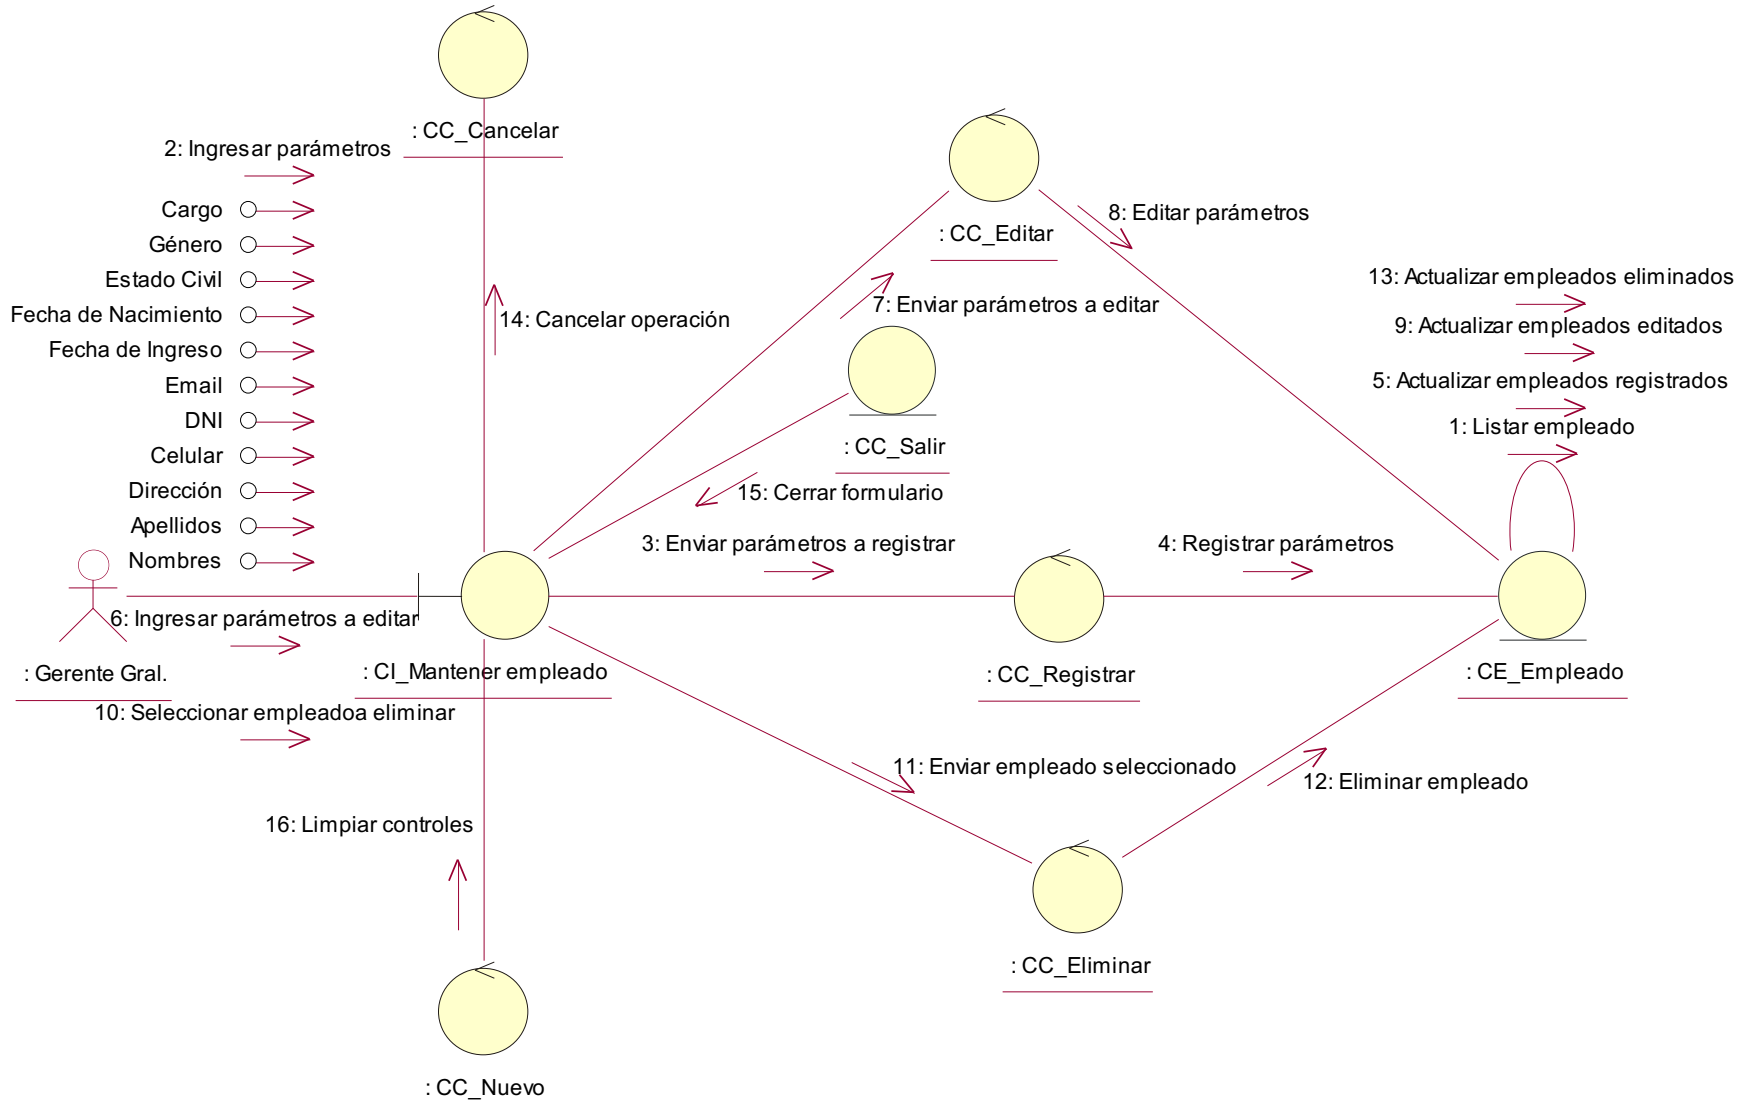 : CC_Cancelar
2: Ingresar parámetros
Cargo
Género
Estado Civil
Fecha de Nacimiento
Fecha de Ingreso
Email
DNI
Celular
Dirección
Apellidos
Nombres
14: Cancelar operación
: CC_Editar
8: Editar parámetros
7: Enviar parámetros a editar
: CC_Salir
15: Cerrar formulario
13: Actualizar empleados eliminados
9: Actualizar empleados editados
5: Actualizar empleados registrados
1: Listar empleado
3: Enviar parámetros a registrar
4: Registrar parámetros
6: Ingresar parámetros a editar
: Gerente Gral.
: CI_Mantener empleado
: CC_Registrar
: CE_Empleado
10: Seleccionar empleadoa eliminar
11: Enviar empleado seleccionado
12: Eliminar empleado
16: Limpiar controles
: CC_Eliminar
: CC_Nuevo